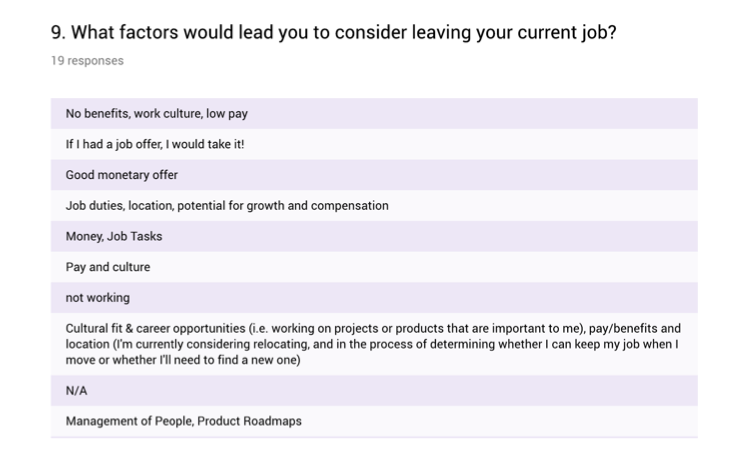 9. What factors would lead you to consider leaving your current job?
19 responses
No benefits, work culture, low pay
If I had a job offer, I would take it!
Good monetary offer
Job duties, location, potential for growth and compensation
Money, Job Tasks
Pay and culture
not working
Cultural fit & career opportunities (i.e. working on projects or products that are important to me), pay/benefits and
location (I'm currently considering relocating, and in the process of determining whether I can keep my job when I
move or whether I'll need to find a new one)
N/A
Management of People, Product Roadmaps